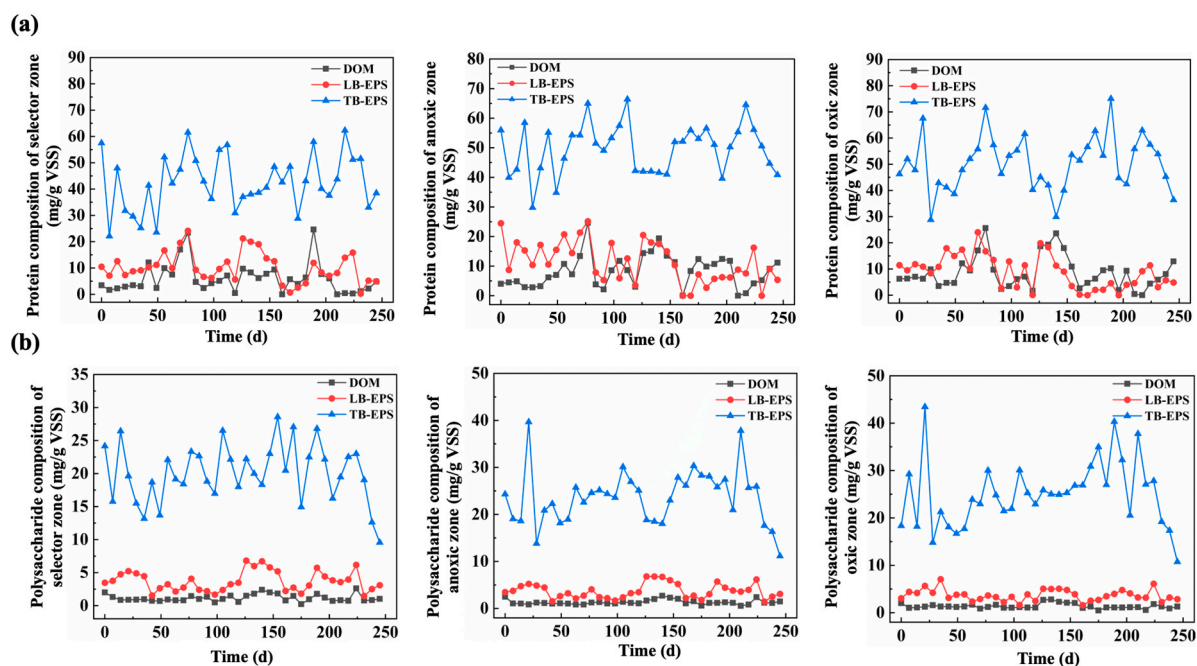 (a)
Protein composition of selector zone
(mg/g VSS)
90
80
70
60
50
40
30
20
10
0
DOM
LB-EPS
TB-EPS
0 50 100 150 200 250
Time (d)
Protein composition of anoxic zone
(mg/g VSS)
80
70
60
50
40
30
20
10
0
DOM
LB-EPS
TB-EPS
0 50 100 150 200 250
Time (d)
Protein composition of oxic zone
(mg/g VSS)
90
80
70
60
50
40
30
20
10
0
DOM
LB-EPS
TB-EPS
0 50 100 150 200 250
Time (d)
(b)
Polysaccharide composition of
selector zone (mg/g VSS)
35
30
25
20
15
10
5
0
DOM
LB-EPS
TB-EPS
0 50 100 150 200 250
Time (d)
Polysaccharide composition of
anoxic zone (mg/g VSS)
50
40
30
20
10
0
DOM
LB-EPS
TB-EPS
0 50 100 150 200 250
Time (d)
Polysaccharide composition of
oxic zone (mg/g VSS)
50
40
30
20
10
0
DOM
LB-EPS
TB-EPS
0 50 100 150 200 250
Time (d)